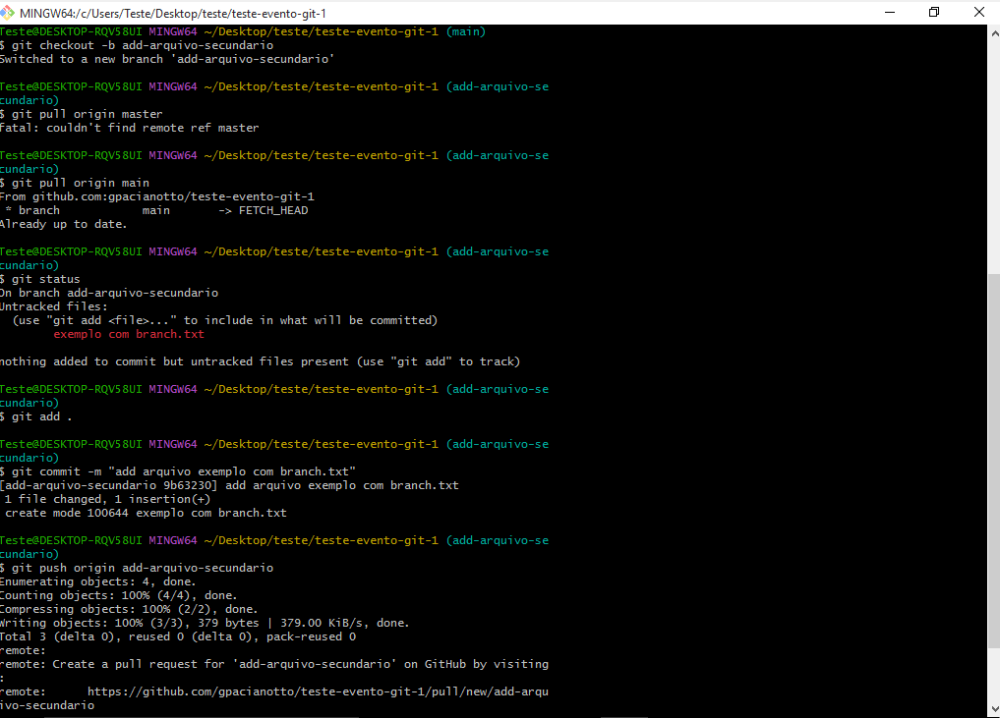 MINGW64:/c/Users/Teste/Desktop/teste/teste-evento-git-1
Teste@DESKTOP-RQV58UI MINGW64 ~/Desktop/teste/teste-evento-git-1 (main)
$ git checkout -b add-arquivo-secundario
Switched to a new branch 'add-arquivo-secundario'
Teste@DESKTOP-RQV58UI MINGW64 ~/Desktop/teste/teste-evento-git-1 (add-arquivo-se
cundario)
$ git pull origin master
fatal: couldn't find remote ref master
Teste@DESKTOP-RQV58UI MINGW64 ~/Desktop/teste/teste-evento-git-1 (add-arquivo-se
cundario)
$ git pull origin main
From github.com:gpacianotto/teste-evento-git-1
 * branch            main       -> FETCH_HEAD
Already up to date.
Teste@DESKTOP-RQV58UI MINGW64 ~/Desktop/teste/teste-evento-git-1 (add-arquivo-se
cundario)
$ git status
On branch add-arquivo-secundario
Untracked files:
  (use "git add <file>..." to include in what will be committed)
        exemplo com branch.txt
nothing added to commit but untracked files present (use "git add" to track)
Teste@DESKTOP-RQV58UI MINGW64 ~/Desktop/teste/teste-evento-git-1 (add-arquivo-se
cundario)
$ git add .
Teste@DESKTOP-RQV58UI MINGW64 ~/Desktop/teste/teste-evento-git-1 (add-arquivo-se
cundario)
$ git commit -m "add arquivo exemplo com branch.txt"
[add-arquivo-secundario 9b63230] add arquivo exemplo com branch.txt
 1 file changed, 1 insertion(+)
 create mode 100644 exemplo com branch.txt
Teste@DESKTOP-RQV58UI MINGW64 ~/Desktop/teste/teste-evento-git-1 (add-arquivo-se
cundario)
$ git push origin add-arquivo-secundario
Enumerating objects: 4, done.
Counting objects: 100% (4/4), done.
Compressing objects: 100% (2/2), done.
Writing objects: 100% (3/3), 379 bytes | 379.00 KiB/s, done.
Total 3 (delta 0), reused 0 (delta 0), pack-reused 0
remote:
remote: Create a pull request for 'add-arquivo-secundario' on GitHub by visiting
:
remote:      https://github.com/gpacianotto/teste-evento-git-1/pull/new/add-arqu
ivo-secundario